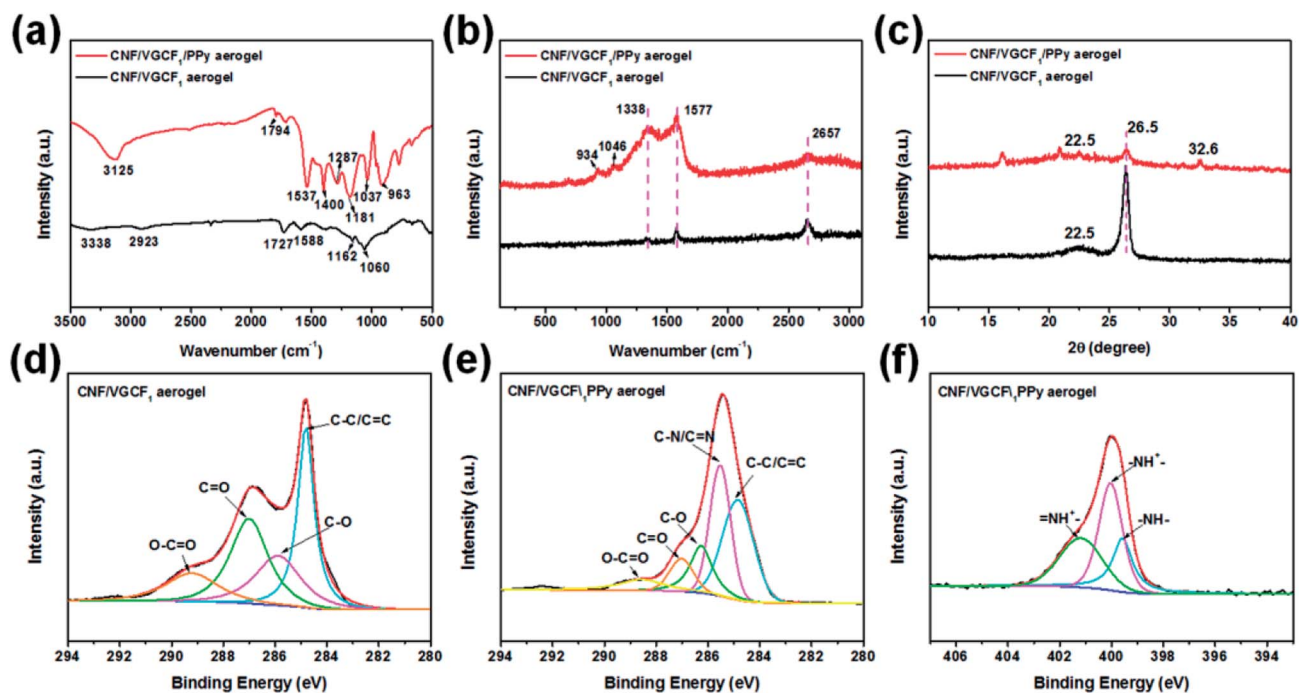 (a)
CNF/VGCF₁/PPy aerogel
CNF/VGCF₁ aerogel
1794
3125
1287
1537
1400
1037
963
1181
3338
2923
1727
1588
1162
1060
Intensity (a.u.)
3500 3000 2500 2000 1500 1000 500
Wavenumber (cm⁻¹)
(b)
CNF/VGCF₁/PPy aerogel
CNF/VGCF₁ aerogel
1338
1577
934
1046
2657
Intensity (a.u.)
500 1000 1500 2000 2500 3000
Wavenumber (cm⁻¹)
(c)
CNF/VGCF₁/PPy aerogel
CNF/VGCF₁ aerogel
22.5
26.5
32.6
22.5
Intensity (a.u.)
10 15 20 25 30 35 40
2θ (degree)
(d)
CNF/VGCF₁ aerogel
C-C/C=C
C=O
C-O
O-C=O
Intensity (a.u.)
294 292 290 288 286 284 282 280
Binding Energy (eV)
(e)
CNF/VGCF\₁PPy aerogel
C-N/C=N
C-C/C=C
C-O
C=O
O-C=O
Intensity (a.u.)
294 292 290 288 286 284 282 280
Binding Energy (eV)
(f)
CNF/VGCF\₁PPy aerogel
-NH⁺-
=NH⁺-
-NH-
Intensity (a.u.)
406 404 402 400 398 396 394
Binding Energy (eV)